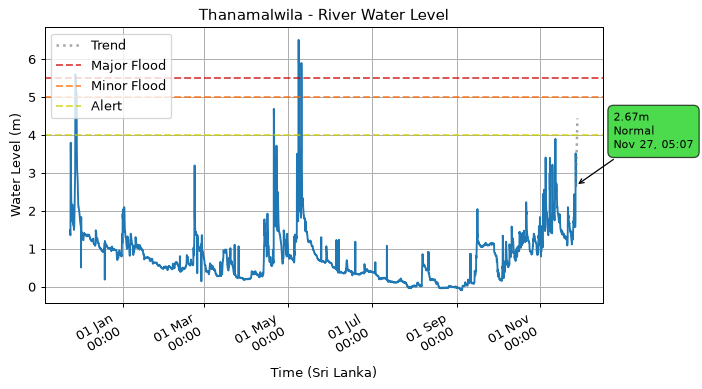 Thanamalwila - River Water Level
Trend
Major Flood
Minor Flood
Alert
2.67m
Normal
Nov 27, 05:07
Water Level (m)
6
5
4
3
2
1
0
01 Jan
00:00
01 Mar
00:00
01 May
00:00
01 Jul
00:00
01 Sep
00:00
01 Nov
00:00
Time (Sri Lanka)